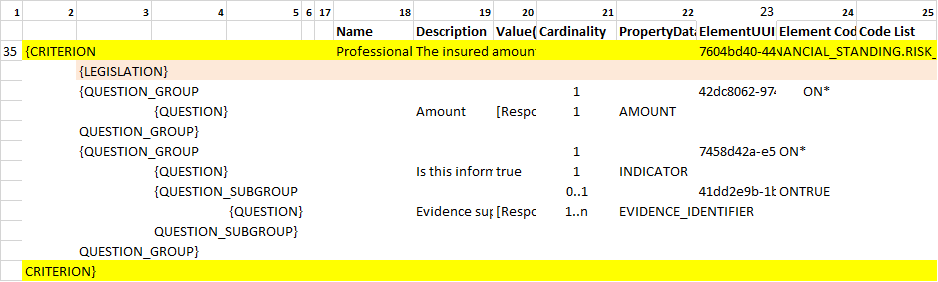 1 2 3 4 5 6 17 18 19 20 21 22 23 24 25
Name Description Value( Cardinality PropertyData ElementUUI Element Cod Code List
35 {CRITERION Professional The insured amoun 7604bd40-44 NANCIAL_STANDING.RISK_
{LEGISLATION}
{QUESTION_GROUP 1 42dc8062-974 ON*
{QUESTION} Amount [Respo 1 AMOUNT
QUESTION_GROUP}
{QUESTION_GROUP 1 7458d42a-e5 ON*
{QUESTION} Is this inform true 1 INDICATOR
{QUESTION_SUBGROUP 0..1 41dd2e9b-1b ONTRUE
{QUESTION} Evidence sup [Respo 1..n EVIDENCE_IDENTIFIER
QUESTION_SUBGROUP}
QUESTION_GROUP}
CRITERION}